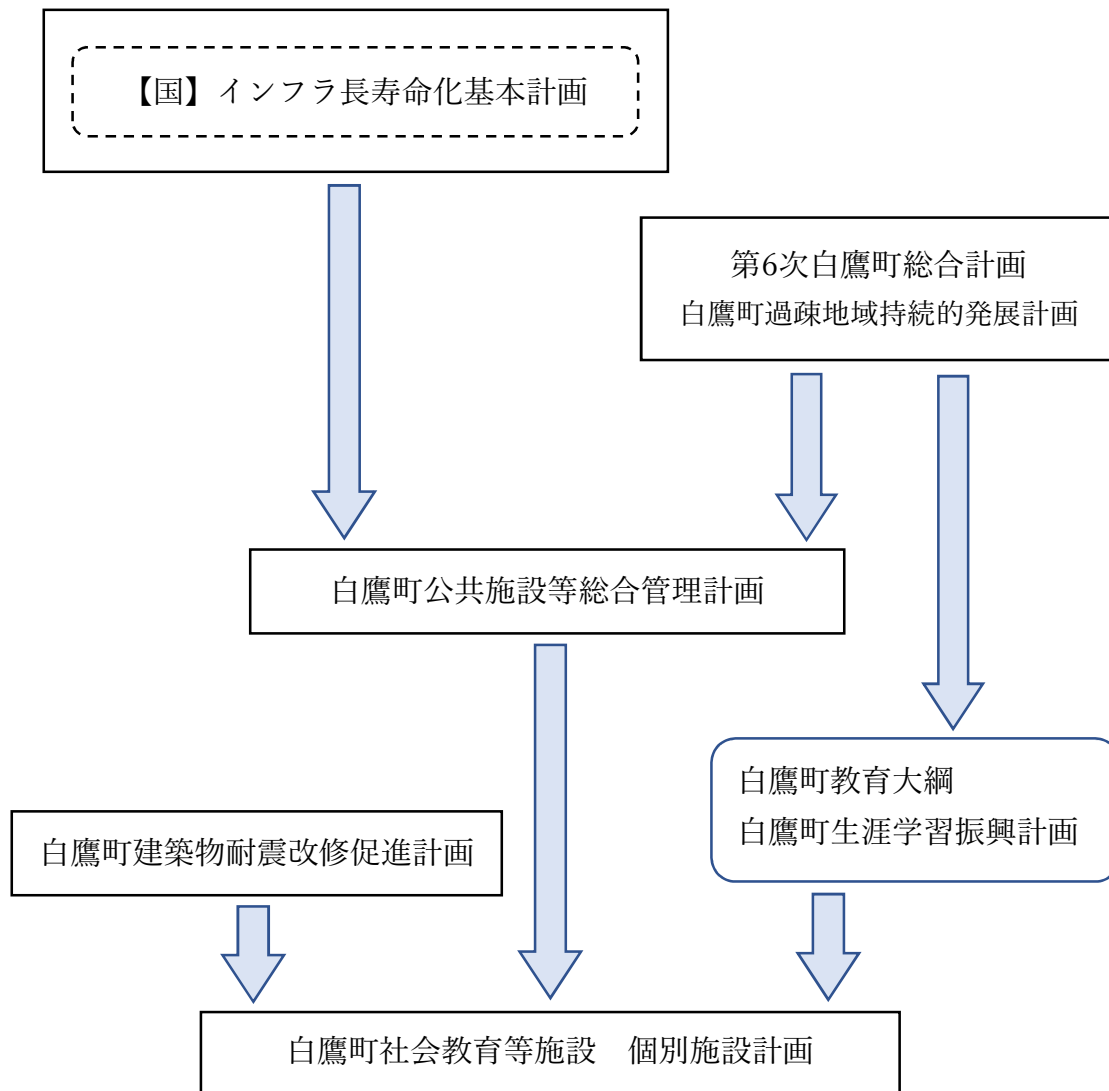 【国】インフラ長寿命化基本計画
第6次白鷹町総合計画
白鷹町過疎地域持続的発展計画
白鷹町公共施設等総合管理計画
白鷹町教育大綱
白鷹町生涯学習振興計画
白鷹町建築物耐震改修促進計画
白鷹町社会教育等施設　個別施設計画